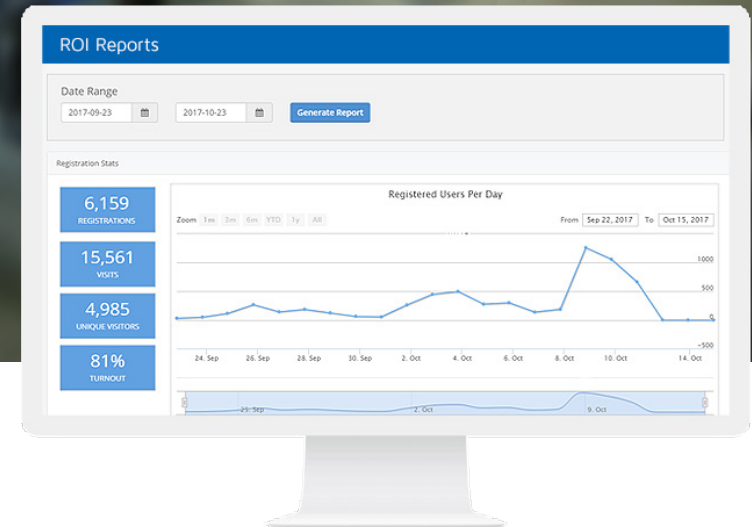 ROI Reports
Date Range
2017-09-23 2017-10-23 Generate Report
Registration Stats
6,159
REGISTRATIONS
15,561
VISITS
4,985
UNIQUE VISITORS
81%
TURNOUT
Registered Users Per Day
Zoom 1m 3m 6m YTD 1y All From Sep 22, 2017 To Oct 15, 2017
1000
500
0
-500
24. Sep 26. Sep 28. Sep 30. Sep 2. Oct 4. Oct 6. Oct 8. Oct 10. Oct 14. Oct
25. Sep 2. Oct 9. Oct